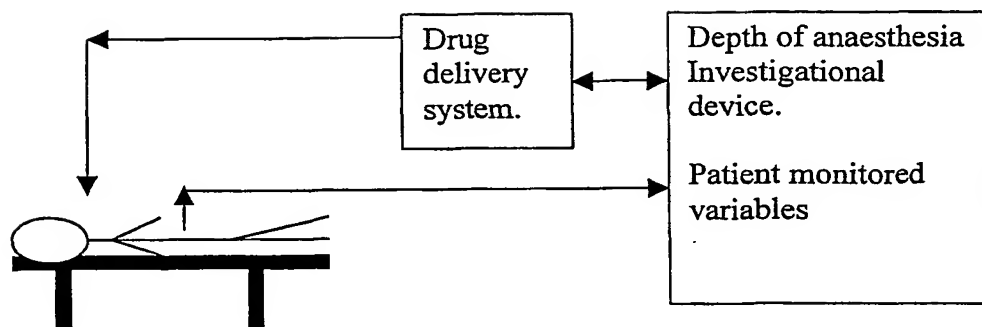 Drug
delivery
system.
Depth of anaesthesia
Investigational
device.
Patient monitored
variables